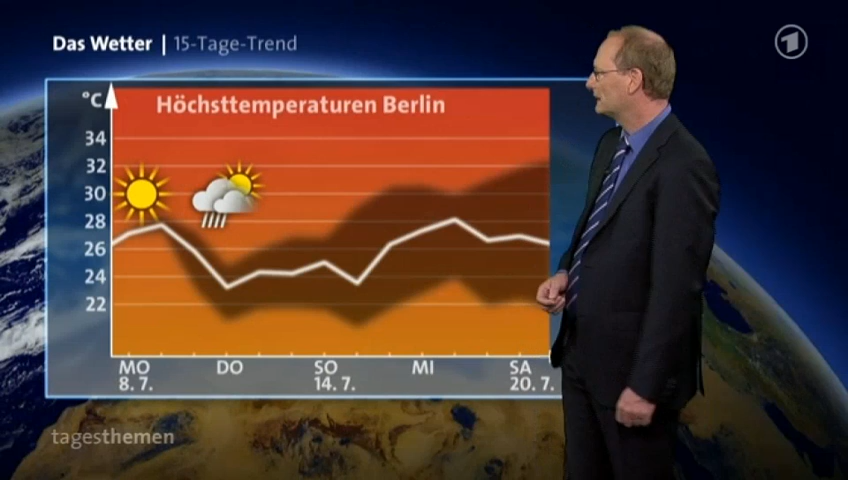 Das Wetter | 15-Tage-Trend
°C
Höchsttemperaturen Berlin
34
32
30
28
26
24
22
MO DO SO MI SA
8. 7. 14. 7. 20. 7.
tagesthemen
1